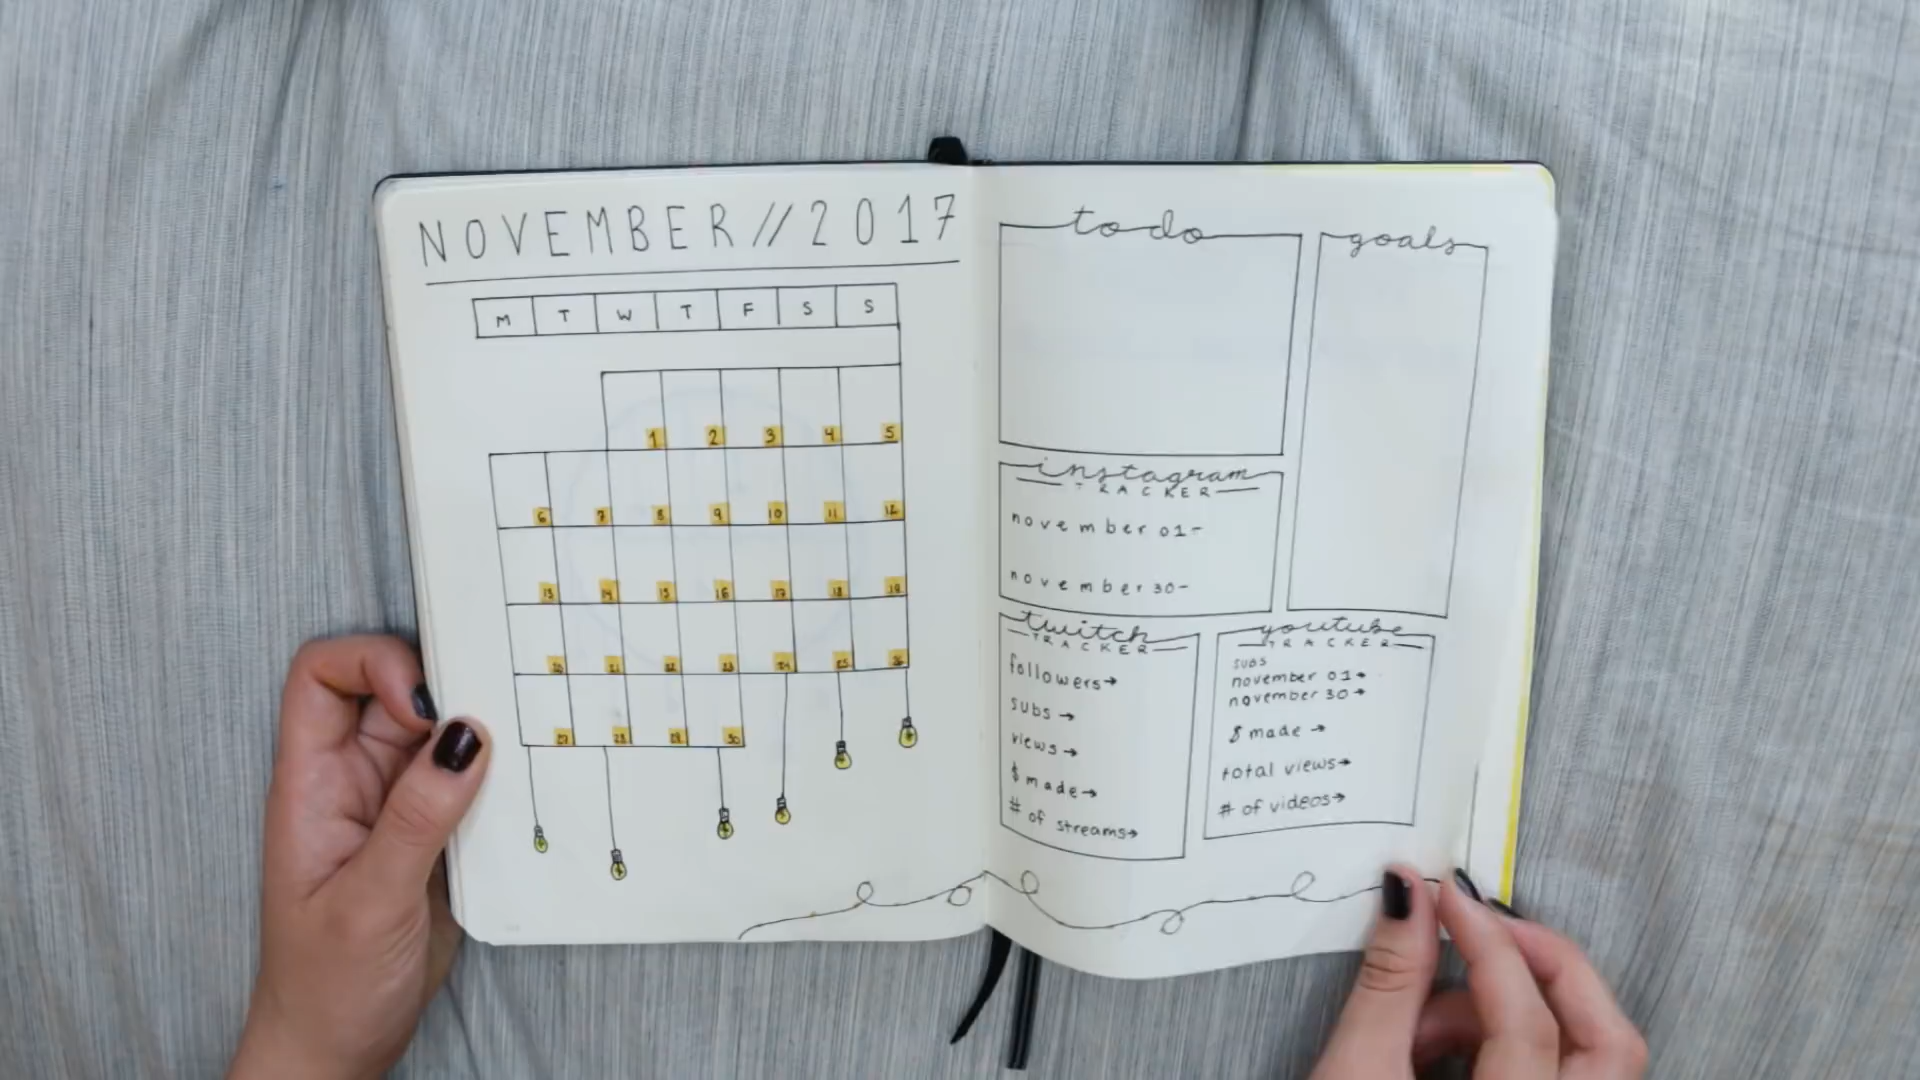 NOVEMBER//2017
M T W T F S S
1 2 3 4 5
6 7 8 9 10 11 12
13 14 15 16 17 18 19
20 21 22 23 24 25 26
27 28 29 30
to do
goals
instagram
TRACKER
november 01-
november 30-
twitch
TRACKER
followers→
subs→
views→
$ made→
# of streams→
youtube
TRACKER
subs
november 01→
november 30→
$ made→
total views→
# of videos→